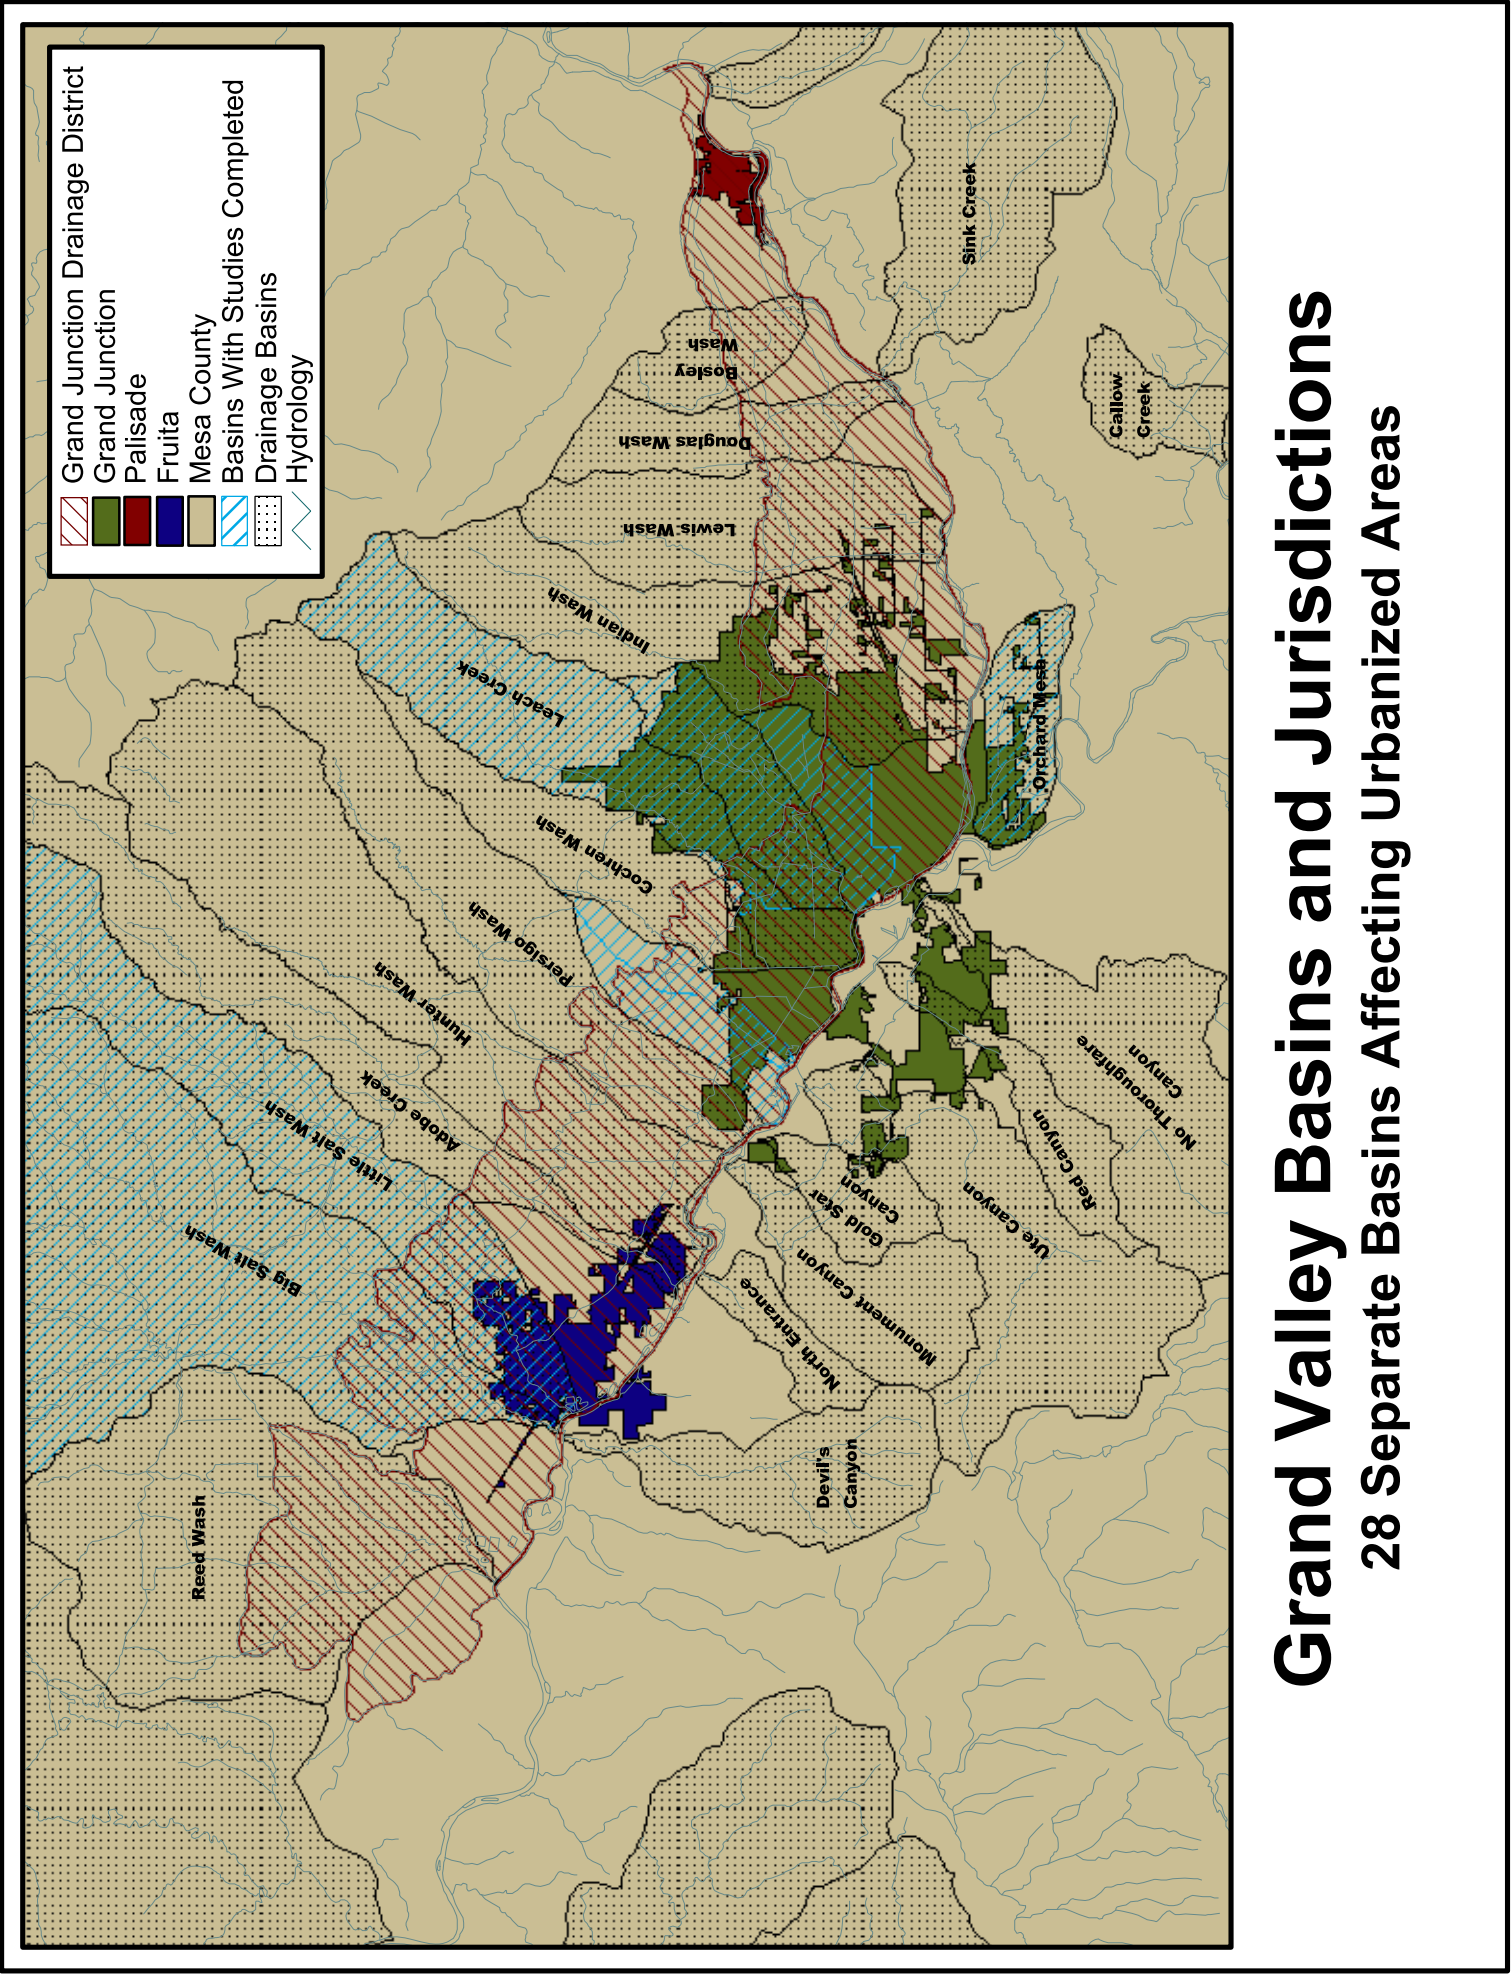 Grand Junction Drainage District
Grand Junction
Palisade
Fruita
Mesa County
Basins With Studies Completed
Drainage Basins
Hydrology
Reed Wash
Big Salt Wash
Little Salt Wash
Adobe Creek
Hunter Wash
Persigo Wash
Cochren Wash
Leach Creek
Indian Wash
Lewis Wash
Douglas Wash
Bosley
Wash
Sink Creek
Callow
Creek
Orchard Mesa
No Thoroughfare
Canyon
Red Canyon
Ute Canyon
Gold Star
Canyon
Monument Canyon
North Entrance
Devil's
Canyon
Grand Valley Basins and Jurisdictions
28 Separate Basins Affecting Urbanized Areas